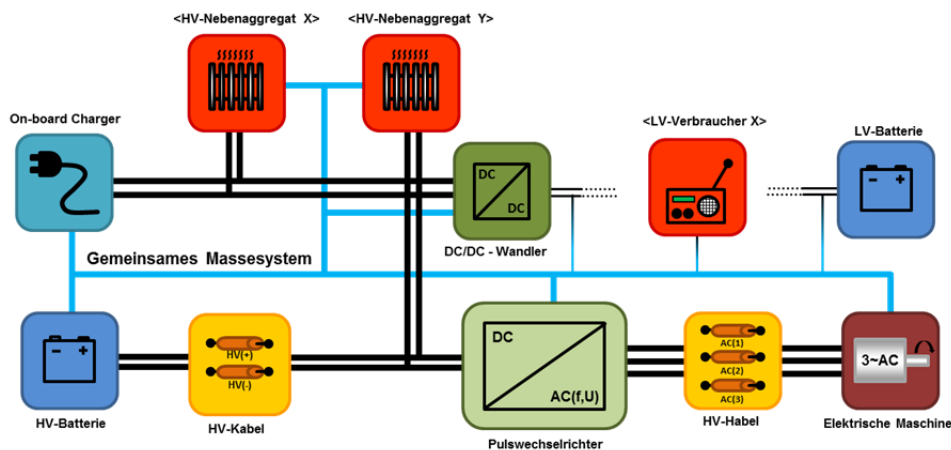 <HV-Nebenaggregat X>
<HV-Nebenaggregat Y>
On-board Charger
<LV-Verbraucher X>
LV-Batterie
DC
DC
DC/DC - Wandler
Gemeinsames Massesystem
HV(+)
HV(-)
DC
AC(f,U)
AC(1)
AC(2)
AC(3)
3~AC
HV-Batterie
HV-Kabel
Pulswechselrichter
HV-Habel
Elektrische Maschine